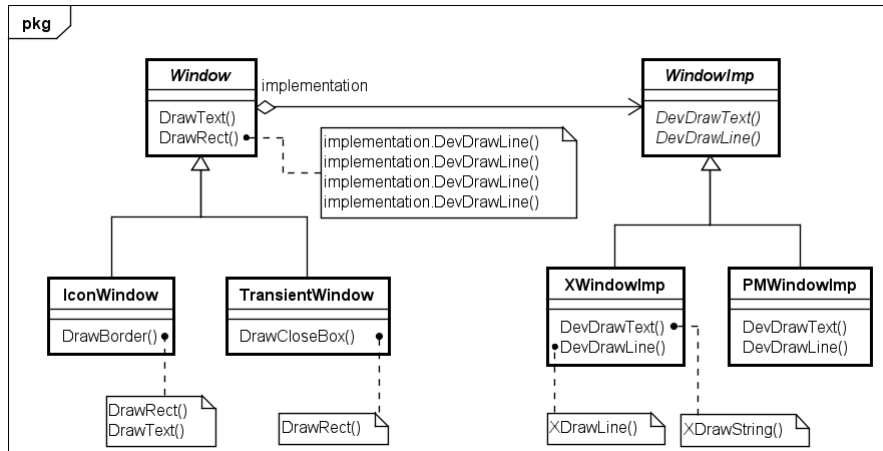 pkg
Window
DrawText()
DrawRect()
implementation
WindowImp
DevDrawText()
DevDrawLine()
implementation.DevDrawLine()
implementation.DevDrawLine()
implementation.DevDrawLine()
implementation.DevDrawLine()
IconWindow
DrawBorder()
TransientWindow
DrawCloseBox()
XWindowImp
DevDrawText()
DevDrawLine()
PMWindowImp
DevDrawText()
DevDrawLine()
DrawRect()
DrawText()
DrawRect()
XDrawLine()
XDrawString()